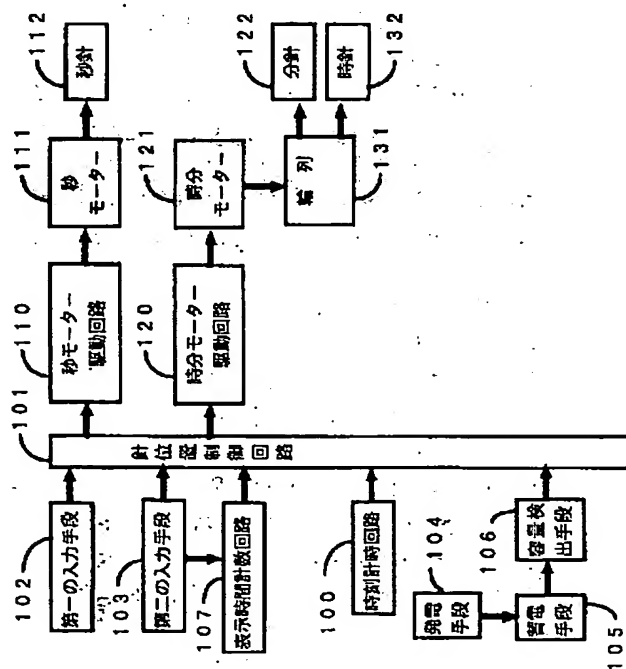 102
第一の入力手段
103
第二の入力手段
107
表示時間計数回路
100
時刻計時回路
104
発電
手段
105
蓄電
手段
106
容量検
出手段
101
針位置制御回路
110
秒モーター
駆動回路
111
秒
モーター
112
秒針
120
時分モーター
駆動回路
121
時分
モーター
131
輪列
122
分針
132
時針